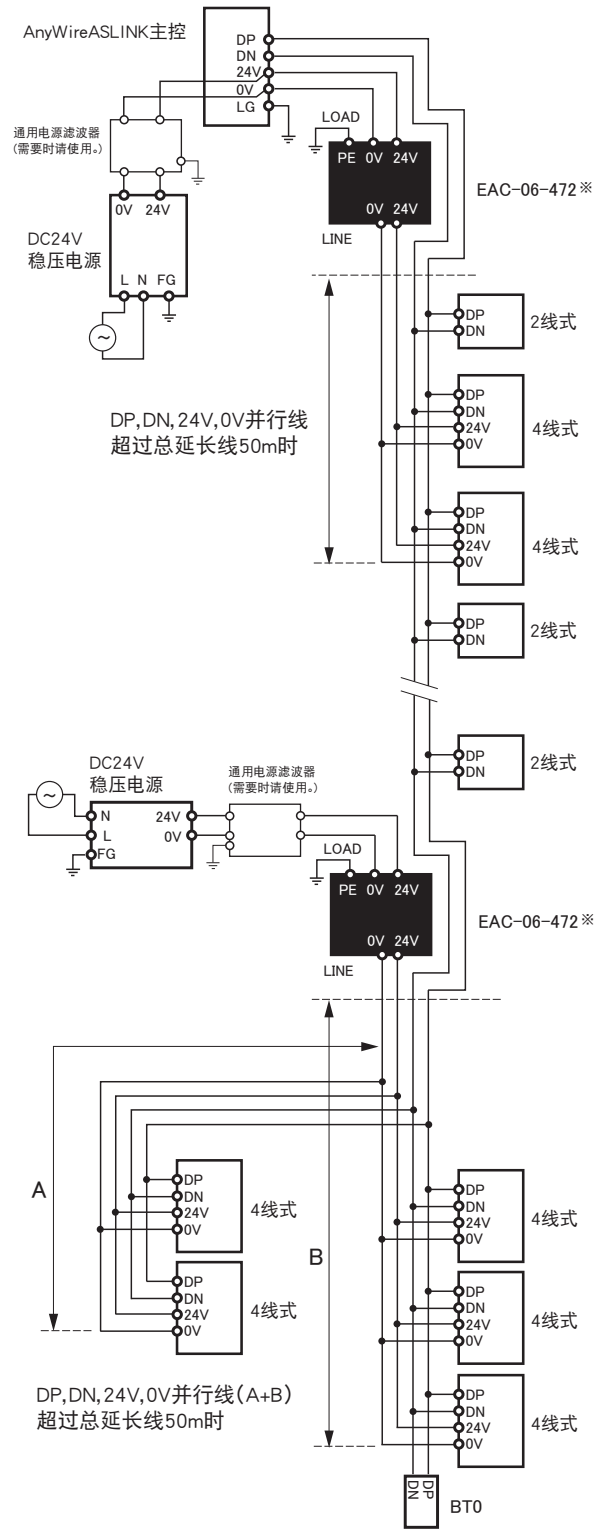 AnyWireASLINK主控
DP
DN
24V
0V
LG
通用电源滤波器
(需要时请使用。)
0V 24V
DC24V
稳压电源
L N FG
~
LOAD
PE 0V 24V
0V 24V
LINE
EAC-06-472※
DP
DN
2线式
DP,DN,24V,0V并行线
超过总延长线50m时
DP
DN
24V
0V
4线式
DP
DN
24V
0V
4线式
DP
DN
2线式
DP
DN
2线式
DC24V
稳压电源
~
N
L
FG
24V
0V
通用电源滤波器
(需要时请使用。)
LOAD
PE 0V 24V
0V 24V
LINE
EAC-06-472※
A
DP
DN
24V
0V
4线式
DP
DN
24V
0V
4线式
B
DP
DN
24V
0V
4线式
DP
DN
24V
0V
4线式
DP
DN
24V
0V
4线式
DP,DN,24V,0V并行线(A+B)
超过总延长线50m时
DP
DN
BT0